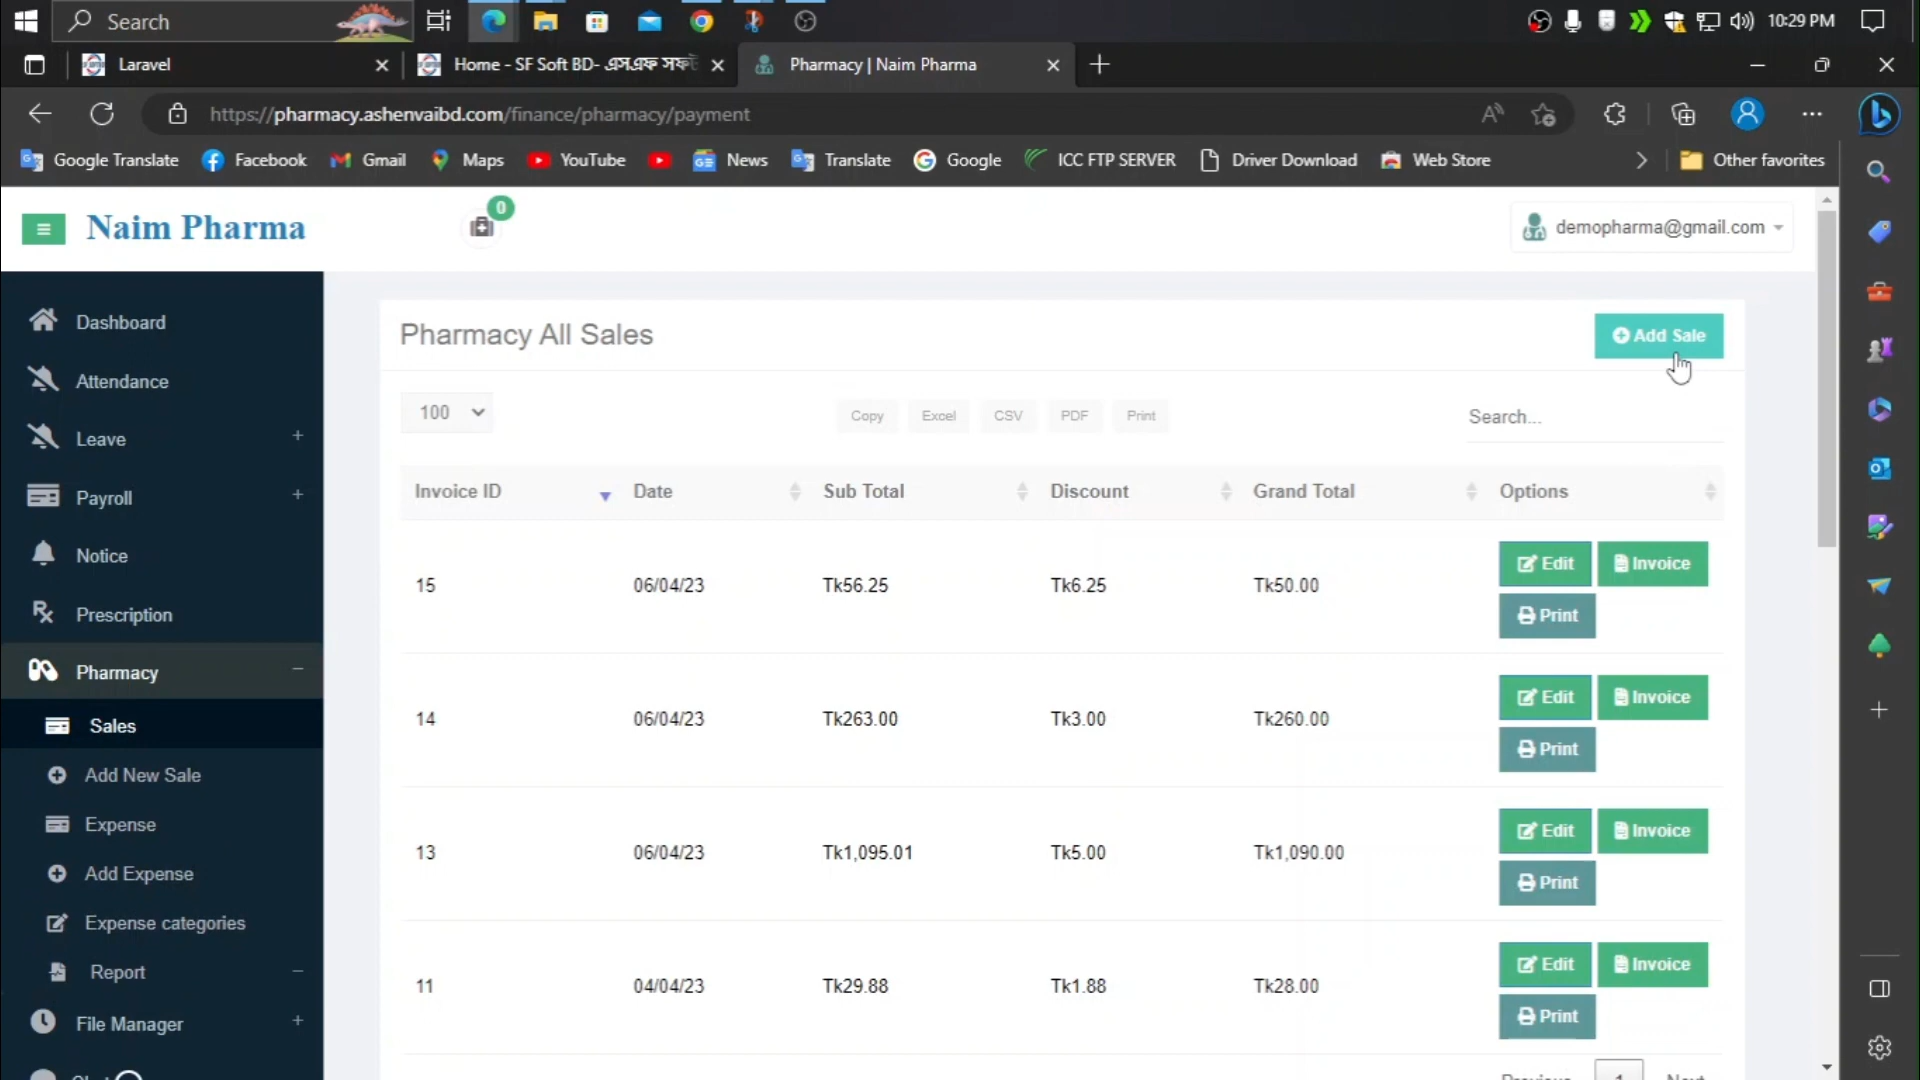 Search
10:29 PM
Laravel
Home - SF Soft BD- এসএফ সফট
Pharmacy | Naim Pharma
https://pharmacy.ashenvaibd.com/finance/pharmacy/payment
Google Translate
Facebook
Gmail
Maps
YouTube
News
Translate
Google
ICC FTP SERVER
Driver Download
Web Store
Other favorites
Naim Pharma
0
demopharma@gmail.com
Dashboard
Attendance
Leave
Payroll
Notice
Prescription
Pharmacy
Sales
Add New Sale
Expense
Add Expense
Expense categories
Report
File Manager
Pharmacy All Sales
Add Sale
100
Copy
Excel
CSV
PDF
Print
Search...
Invoice ID Date Sub Total Discount Grand Total Options
15 06/04/23 Tk56.25 Tk6.25 Tk50.00 Edit Invoice
Print
14 06/04/23 Tk263.00 Tk3.00 Tk260.00 Edit Invoice
Print
13 06/04/23 Tk1,095.01 Tk5.00 Tk1,090.00 Edit Invoice
Print
11 04/04/23 Tk29.88 Tk1.88 Tk28.00 Edit Invoice
Print